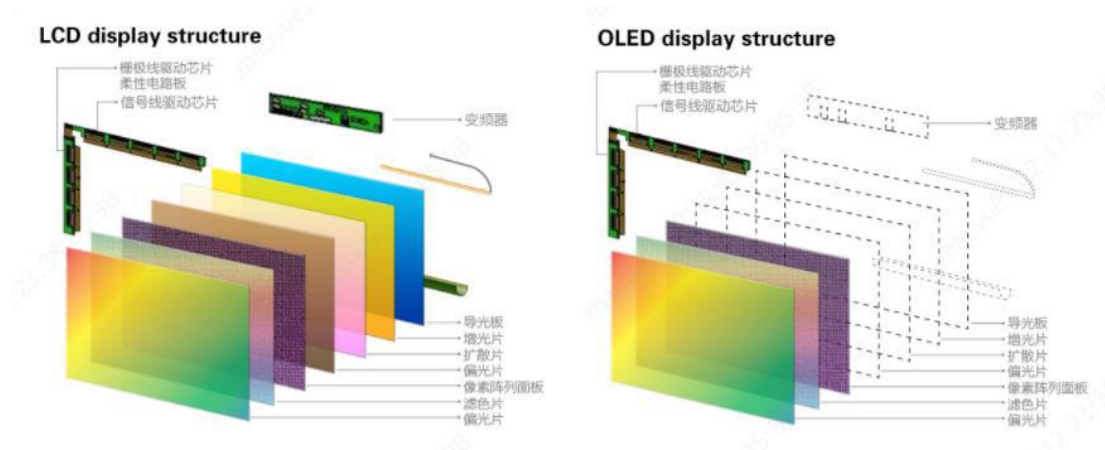 LCD display structure
栅极线驱动芯片
柔性电路板
信号线驱动芯片
变频器
导光板
增光片
扩散片
偏光片
像素阵列面板
滤色片
偏光片
OLED display structure
栅极线驱动芯片
柔性电路板
信号线驱动芯片
变频器
导光板
增光片
扩散片
偏光片
像素阵列面板
滤色片
偏光片